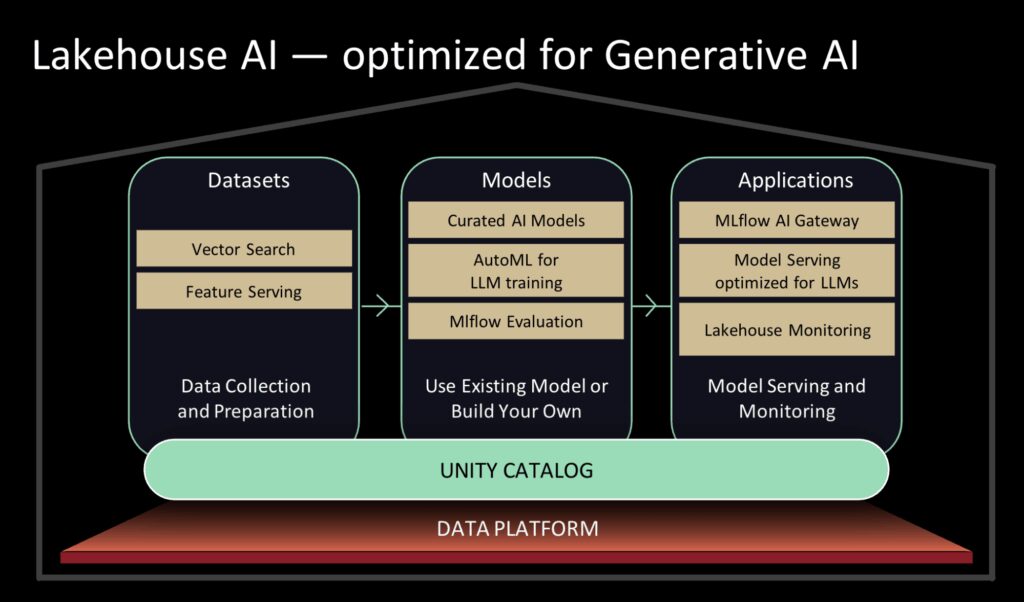 Lakehouse AI — optimized for Generative AI
Datasets
Vector Search
Feature Serving
Data Collection
and Preparation
Models
Curated AI Models
AutoML for
LLM training
Mlflow Evaluation
Use Existing Model or
Build Your Own
Applications
MLflow AI Gateway
Model Serving
optimized for LLMs
Lakehouse Monitoring
Model Serving and
Monitoring
UNITY CATALOG
DATA PLATFORM